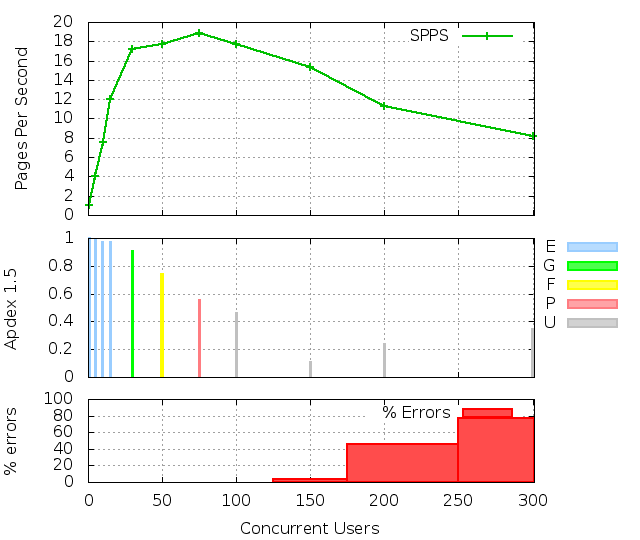 20
18
16
14
12
10
8
6
4
2
0
Pages Per Second
SPPS
1
0.8
0.6
0.4
0.2
0
Apdex 1.5
E
G
F
P
U
100
80
60
40
20
0
% errors
% Errors
0 50 100 150 200 250 300
Concurrent Users